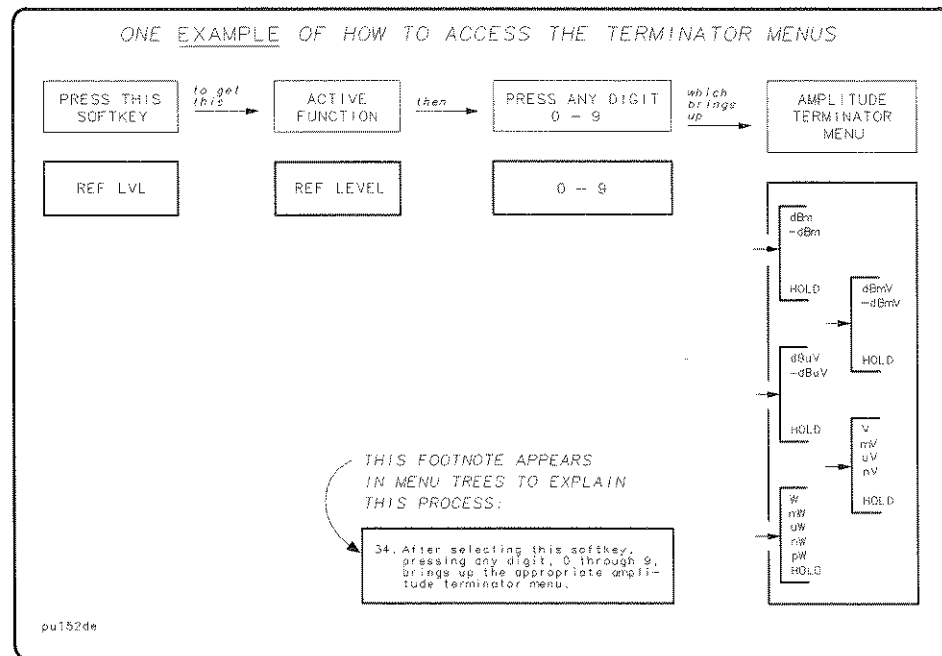 ONE EXAMPLE OF HOW TO ACCESS THE TERMINATOR MENUS
PRESS THIS
SOFTKEY
to get
this
ACTIVE
FUNCTION
then
PRESS ANY DIGIT
0 – 9
which
brings
up
AMPLITUDE
TERMINATOR
MENU
REF LVL
REF LEVEL
0 – 9
dBm
-dBm
HOLD
dBmV
-dBmV
HOLD
dBuV
-dBuV
HOLD
V
mV
uV
nV
HOLD
W
mW
uW
nW
pW
HOLD
THIS FOOTNOTE APPEARS
IN MENU TREES TO EXPLAIN
THIS PROCESS:
34. After selecting this softkey,
pressing any digit, 0 through 9,
brings up the appropriate ampli-
tude terminator menu.
pu152de